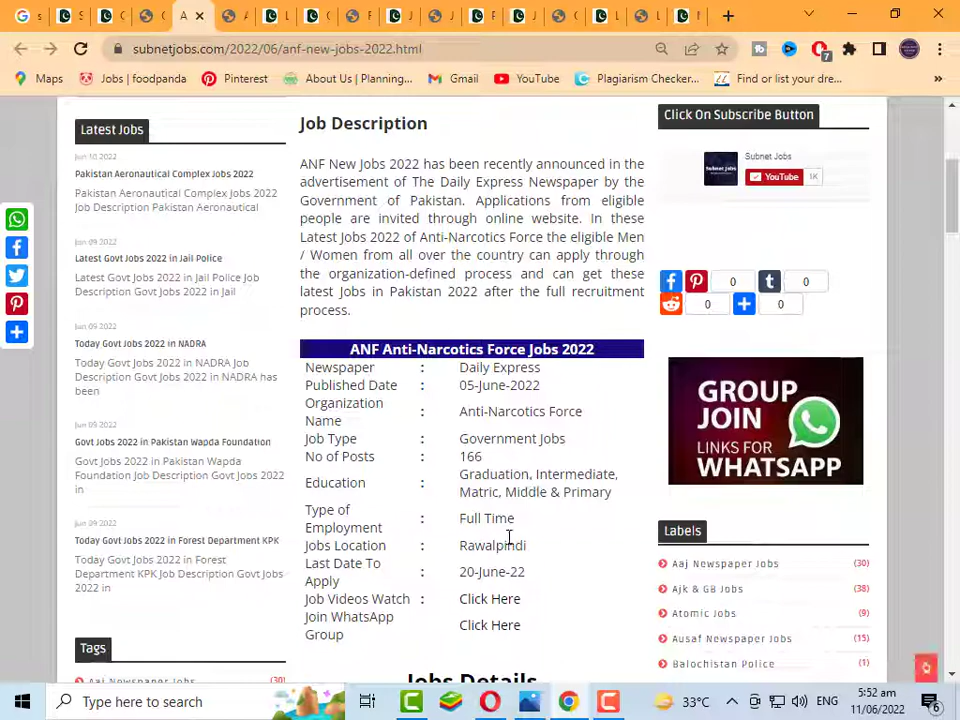 A
subnetjobs.com/2022/06/anf-new-jobs-2022.html
7
Maps
Jobs | foodpanda
Pinterest
About Us | Planning...
Gmail
YouTube
Plagiarism Checker...
Find or list your dre...
»
Latest Jobs
Jun 10 2022
Pakistan Aeronautical Complex Jobs 2022
Pakistan Aeronautical Complex Jobs 2022
Job Description Pakistan Aeronautical
Jun 09 2022
Latest Govt Jobs 2022 in Jail Police
Latest Govt Jobs 2022 in Jail Police Job
Description Govt Jobs 2022 in Jail
Jun 09 2022
Today Govt Jobs 2022 in NADRA
Today Govt Jobs 2022 in NADRA Job
Description Govt Jobs 2022 in NADRA has
been
Jun 09 2022
Govt Jobs 2022 in Pakistan Wapda Foundation
Govt Jobs 2022 in Pakistan Wapda
Foundation Job Description Govt Jobs 2022
in
Jun 09 2022
Today Govt Jobs 2022 in Forest Department KPK
Today Govt Jobs 2022 in Forest
Department KPK Job Description Govt Jobs
2022 in
Tags
Aaj Newspaper Jobs (30)
Job Description
ANF New Jobs 2022 has been recently announced in the
advertisement of The Daily Express Newspaper by the
Government of Pakistan. Applications from eligible
people are invited through online website. In these
Latest Jobs 2022 of Anti-Narcotics Force the eligible Men
/ Women from all over the country can apply through
the organization-defined process and can get these
latest Jobs in Pakistan 2022 after the full recruitment
process.
ANF Anti-Narcotics Force Jobs 2022
Newspaper : Daily Express
Published Date : 05-June-2022
Organization Name : Anti-Narcotics Force
Job Type : Government Jobs
No of Posts : 166
Education : Graduation, Intermediate,
Matric, Middle & Primary
Type of Employment : Full Time
Jobs Location : Rawalpindi
Last Date To Apply : 20-June-22
Job Videos Watch : Click Here
Join WhatsApp Group : Click Here
Jobs Details
Click On Subscribe Button
Subnet Jobs
YouTube 1K
0
0
0
0
GROUP
JOIN
LINKS FOR
WHATSAPP
Labels
Aaj Newspaper Jobs (30)
Ajk & GB Jobs (38)
Atomic Jobs (9)
Ausaf Newspaper Jobs (15)
Balochistan Police (1)
Type here to search
33°C
ENG
5:52 am
11/06/2022
6